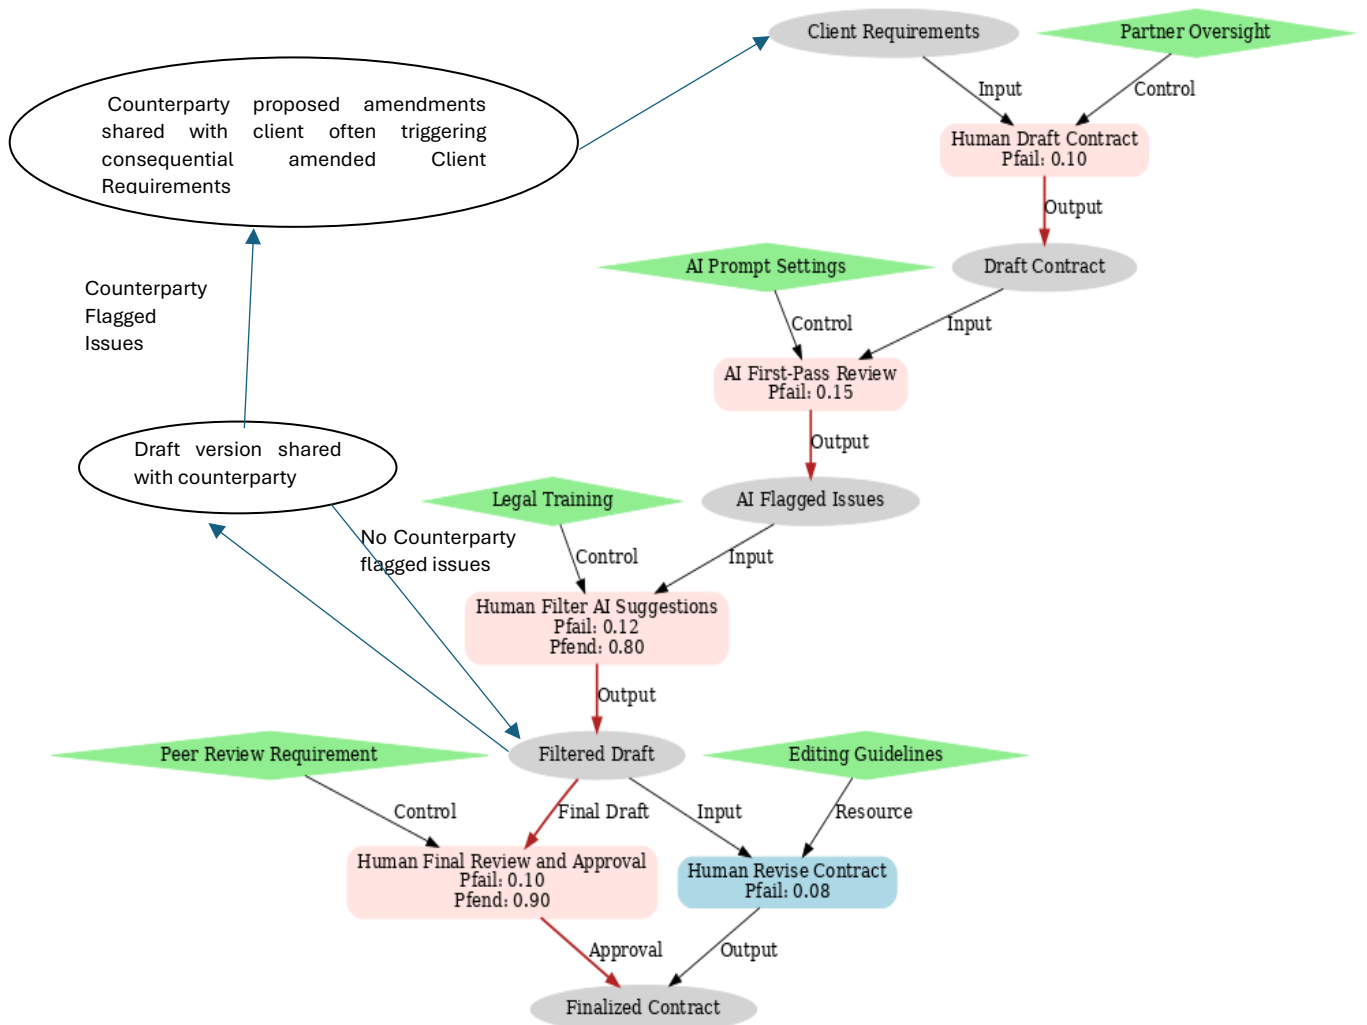 Client Requirements
Partner Oversight
Counterparty proposed amendments
shared with client often triggering
consequential amended Client
Requirements
Input
Control
Human Draft Contract
Pfail: 0.10
Output
AI Prompt Settings
Draft Contract
Counterparty
Flagged
Issues
Control
Input
AI First-Pass Review
Pfail: 0.15
Output
Draft version shared
with counterparty
Legal Training
AI Flagged Issues
No Counterparty
flagged issues
Control
Input
Human Filter AI Suggestions
Pfail: 0.12
Pfend: 0.80
Output
Peer Review Requirement
Filtered Draft
Editing Guidelines
Control
Final Draft
Input
Resource
Human Final Review and Approval
Pfail: 0.10
Pfend: 0.90
Human Revise Contract
Pfail: 0.08
Approval
Output
Finalized Contract